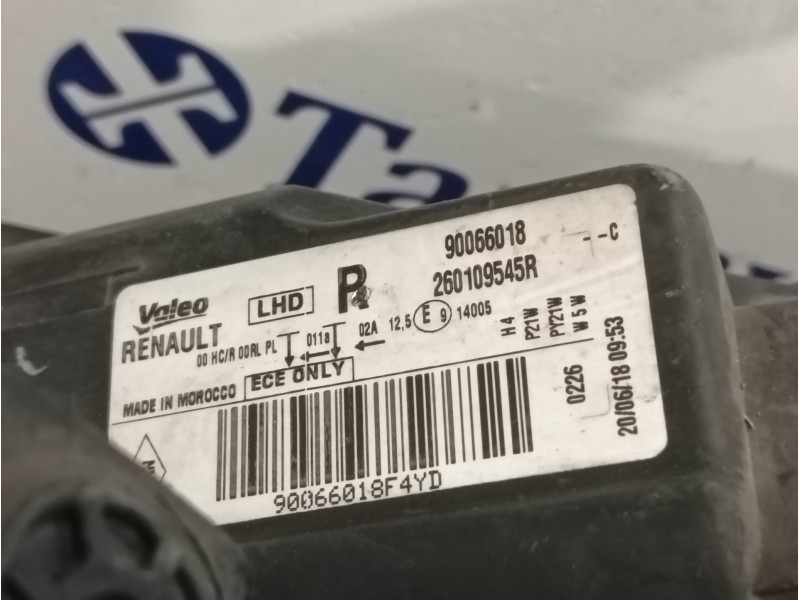 Ta
90066018 --C
Valeo LHD R 260109545R
RENAULT 00 HC/R 00RL PL 011a 02A 12,5 E 9 14005
MADE IN MOROCCO ECE ONLY
H4
P21W
PY21W
W5W
0226
20/06/18 09:53
90066018F4YD